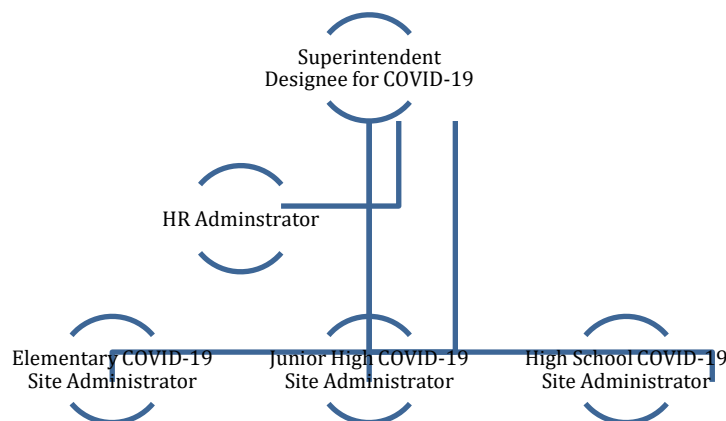 Superintendent
Designee for COVID-19
HR Adminstrator
Elementary COVID-19
Site Administrator
Junior High COVID-19
Site Administrator
High School COVID-19
Site Administrator